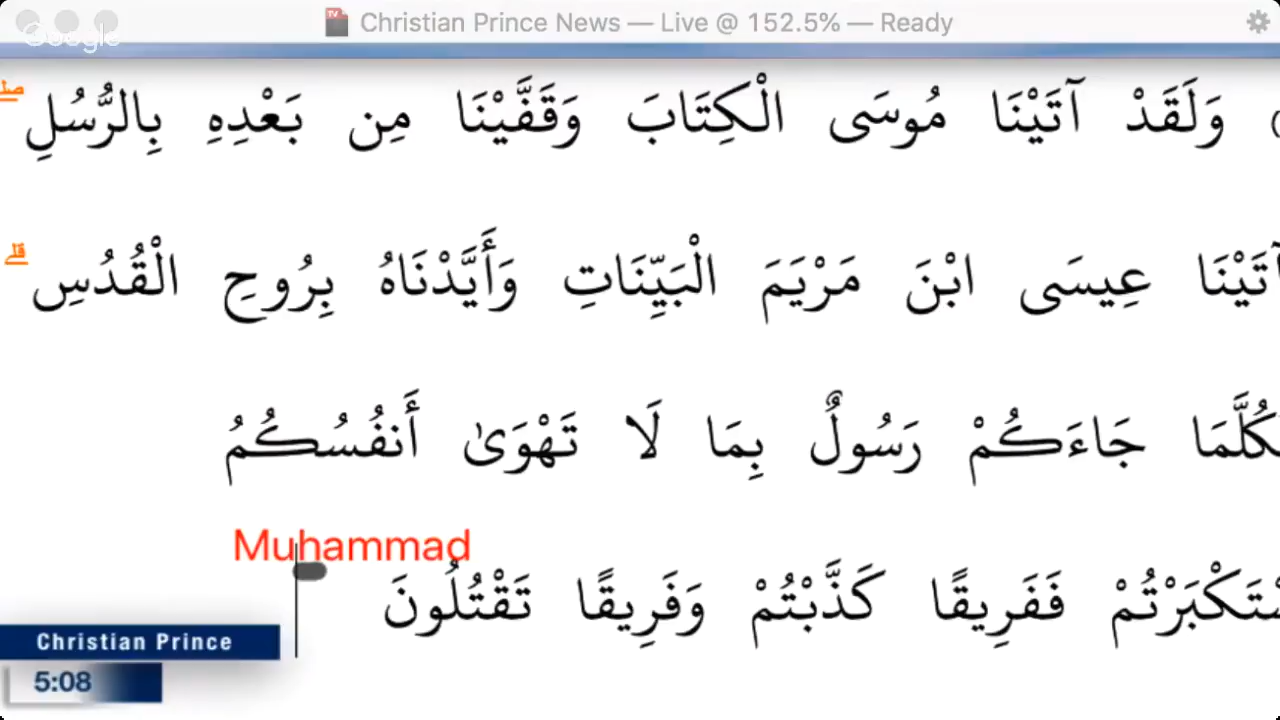 Christian Prince News — Live @ 152.5% — Ready
Google
وَلَقَدْ آتَيْنَا مُوسَى الْكِتَابَ وَقَفَّيْنَا مِن بَعْدِهِ بِالرُّسُلِ ۖ
آتَيْنَا عِيسَى ابْنَ مَرْيَمَ الْبَيِّنَاتِ وَأَيَّدْنَاهُ بِرُوحِ الْقُدُسِ ۗ
كُلَّمَا جَاءَكُمْ رَسُولٌ بِمَا لَا تَهْوَىٰ أَنفُسُكُمُ
Muhammad
سْتَكْبَرْتُمْ فَفَرِيقًا كَذَّبْتُمْ وَفَرِيقًا تَقْتُلُونَ
Christian Prince
5:08